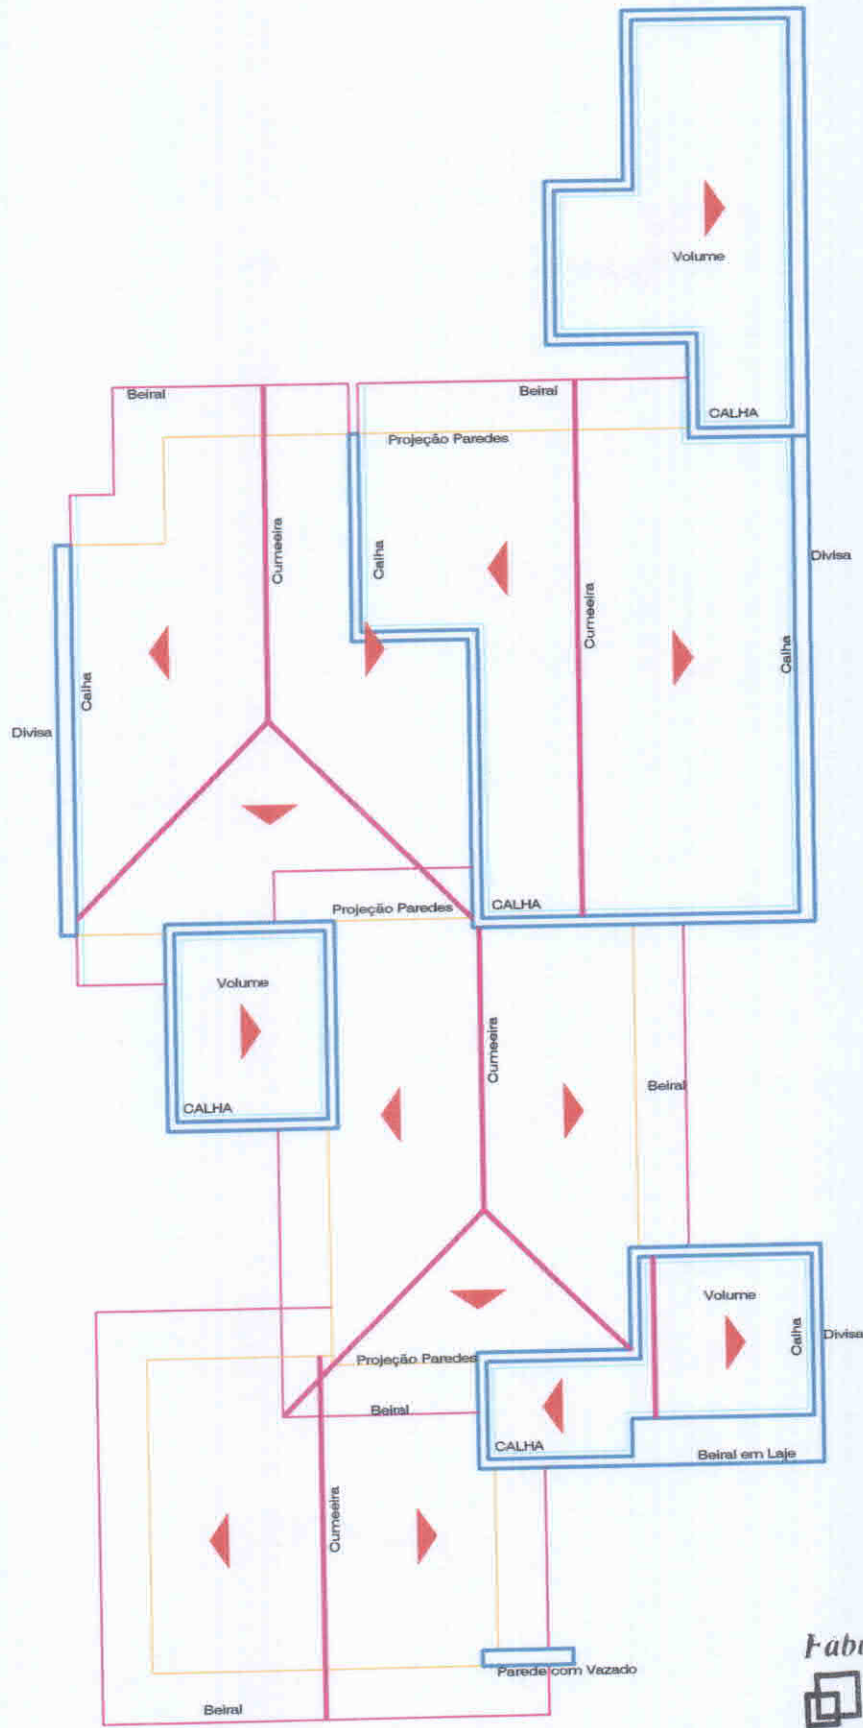 Volume
CALHA
Beiral
Beiral
Projeção Paredes
Cumeeira
Calha
Cumeeira
Divisa
Calha
Calha
Divisa
Projeção Paredes
CALHA
Volume
CALHA
Cumeeira
Beiral
Volume
Calha
Divisa
Projeção Paredes
Beiral
CALHA
Beiral em Laje
Cumeeira
Parede com Vazado
Beiral